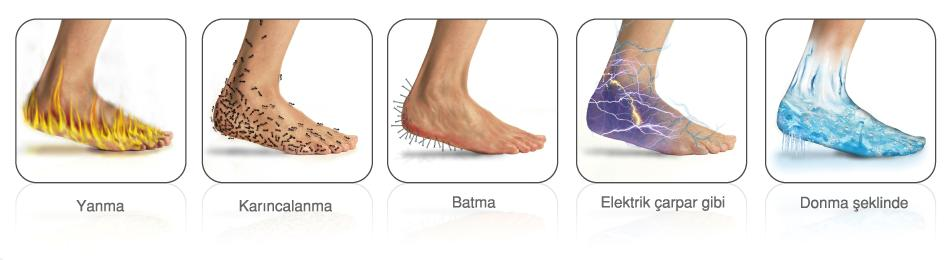 Yanma
Karıncalanma
Batma
Elektrik çarpar gibi
Donma şeklinde